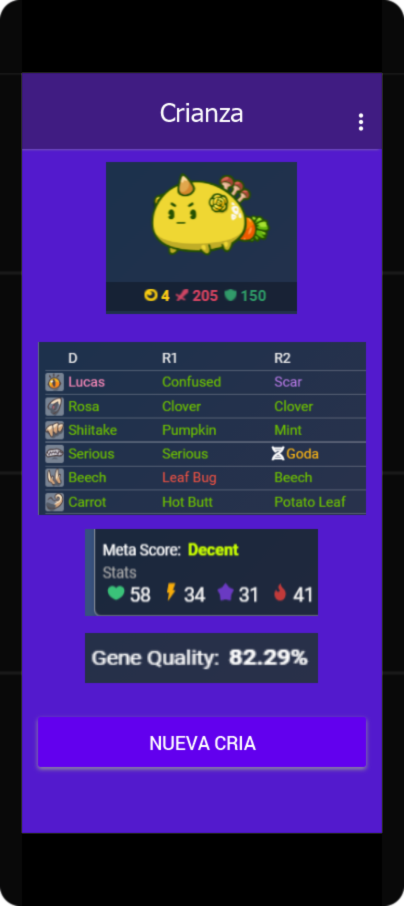 Crianza
4 205 150
D R1 R2
Lucas Confused Scar
Rosa Clover Clover
Shiitake Pumpkin Mint
Serious Serious Goda
Beech Leaf Bug Beech
Carrot Hot Butt Potato Leaf
Meta Score: Decent
Stats
58 34 31 41
Gene Quality: 82.29%
NUEVA CRIA